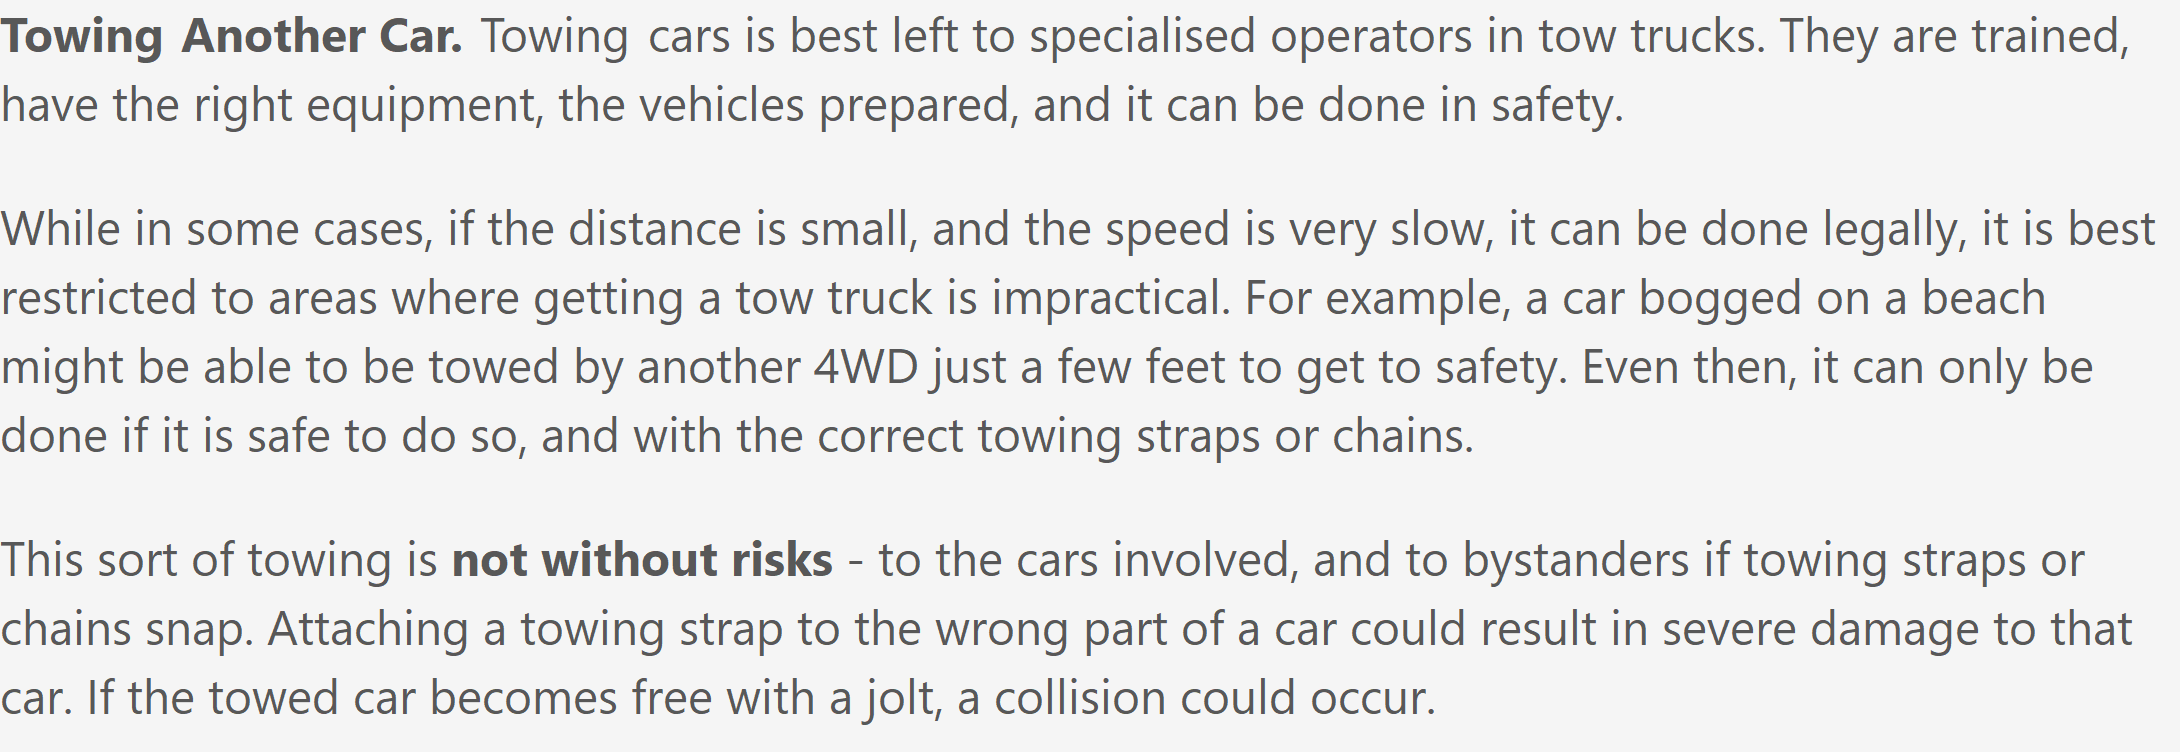 Towing Another Car. Towing cars is best left to specialised operators in tow trucks. They are trained,
have the right equipment, the vehicles prepared, and it can be done in safety.
While in some cases, if the distance is small, and the speed is very slow, it can be done legally, it is best
restricted to areas where getting a tow truck is impractical. For example, a car bogged on a beach
might be able to be towed by another 4WD just a few feet to get to safety. Even then, it can only be
done if it is safe to do so, and with the correct towing straps or chains.
This sort of towing is not without risks - to the cars involved, and to bystanders if towing straps or
chains snap. Attaching a towing strap to the wrong part of a car could result in severe damage to that
car. If the towed car becomes free with a jolt, a collision could occur.